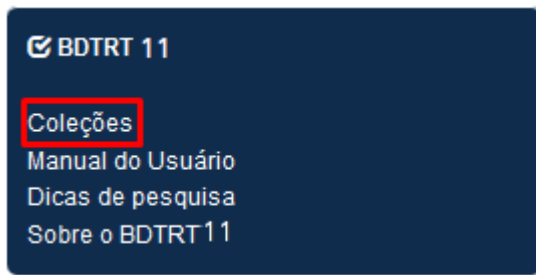 BDTRT 11
Coleções
Manual do Usuário
Dicas de pesquisa
Sobre o BDTRT11